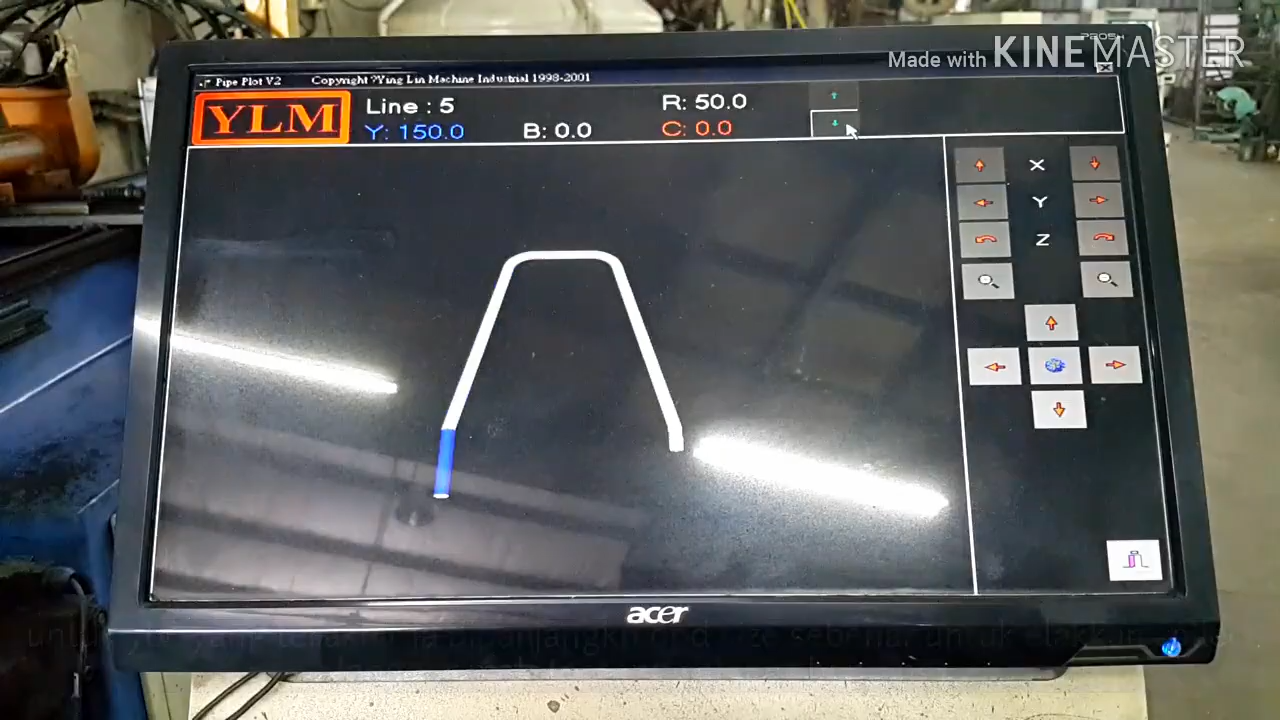 Made with KINEMASTER
Pipe Plot V.2 Copyright ?Ying Lin Machine Industrial 1998-2001
YLM
Line : 5
R: 50.0
Y: 150.0
B: 0.0
C: 0.0
X
Y
Z
acer